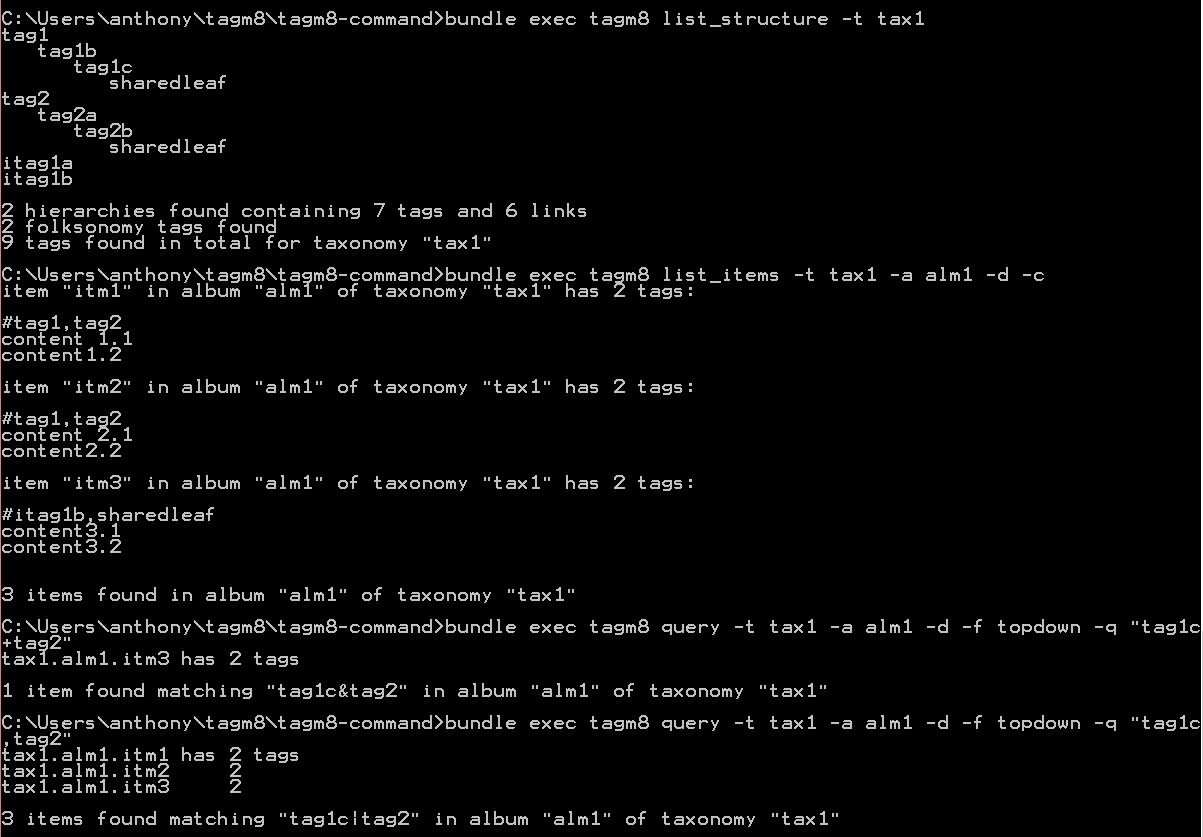 C:\Users\anthony\tagm8\tagm8-command>bundle exec tagm8 list_structure -t tax1
tag1
   tag1b
      tag1c
         sharedleaf
tag2
   tag2a
      tag2b
         sharedleaf
itag1a
itag1b
2 hierarchies found containing 7 tags and 6 links
2 folksonomy tags found
9 tags found in total for taxonomy "tax1"
C:\Users\anthony\tagm8\tagm8-command>bundle exec tagm8 list_items -t tax1 -a alm1 -d -c
item "itm1" in album "alm1" of taxonomy "tax1" has 2 tags:
#tag1,tag2
content 1.1
content1.2
item "itm2" in album "alm1" of taxonomy "tax1" has 2 tags:
#tag1,tag2
content 2.1
content2.2
item "itm3" in album "alm1" of taxonomy "tax1" has 2 tags:
#itag1b,sharedleaf
content3.1
content3.2
3 items found in album "alm1" of taxonomy "tax1"
C:\Users\anthony\tagm8\tagm8-command>bundle exec tagm8 query -t tax1 -a alm1 -d -f topdown -q "tag1c
+tag2"
tax1.alm1.itm3 has 2 tags
1 item found matching "tag1c&tag2" in album "alm1" of taxonomy "tax1"
C:\Users\anthony\tagm8\tagm8-command>bundle exec tagm8 query -t tax1 -a alm1 -d -f topdown -q "tag1c
,tag2"
tax1.alm1.itm1 has 2 tags
tax1.alm1.itm2     2
tax1.alm1.itm3     2
3 items found matching "tag1c|tag2" in album "alm1" of taxonomy "tax1"